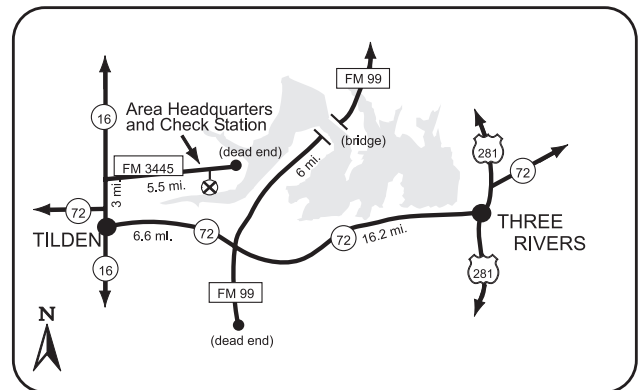 FM 99
16
Area Headquarters
and Check Station
(dead end)
(bridge)
281
72
FM 3445
5.5 mi.
3 mi.
6 mi.
72
TILDEN
6.6 mi.
72
72
16.2 mi.
THREE
RIVERS
16
281
FM 99
N
(dead end)